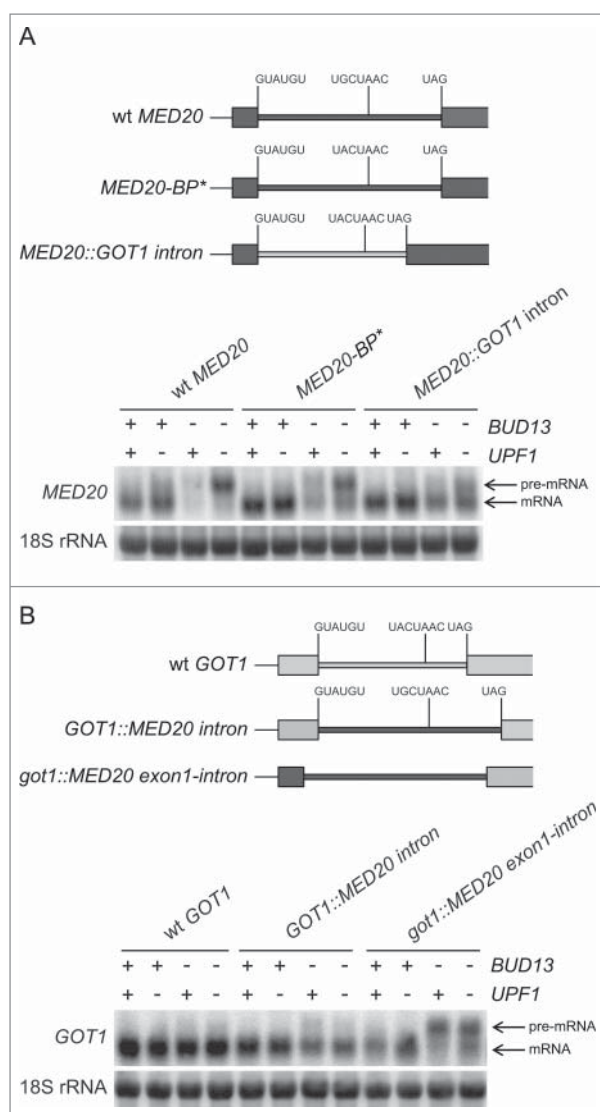 A
GUAUGU UGCUAAC UAG
wt MED20
GUAUGU UACUAAC UAG
MED20-BP*
GUAUGU UACUAAC UAG
MED20::GOT1 intron
wt MED20 MED20-BP* MED20::GOT1 intron
+ + - - + + - - + + - - BUD13
+ - + - + - + - + - + - UPF1
MED20 pre-mRNA
mRNA
18S rRNA
B
GUAUGU UACUAAC UAG
wt GOT1
GUAUGU UGCUAAC UAG
GOT1::MED20 intron
got1::MED20 exon1-intron
wt GOT1 GOT1::MED20 intron got1::MED20 exon1-intron
+ + - - + + - - + + - - BUD13
+ - + - + - + - + - + - UPF1
GOT1 pre-mRNA
mRNA
18S rRNA